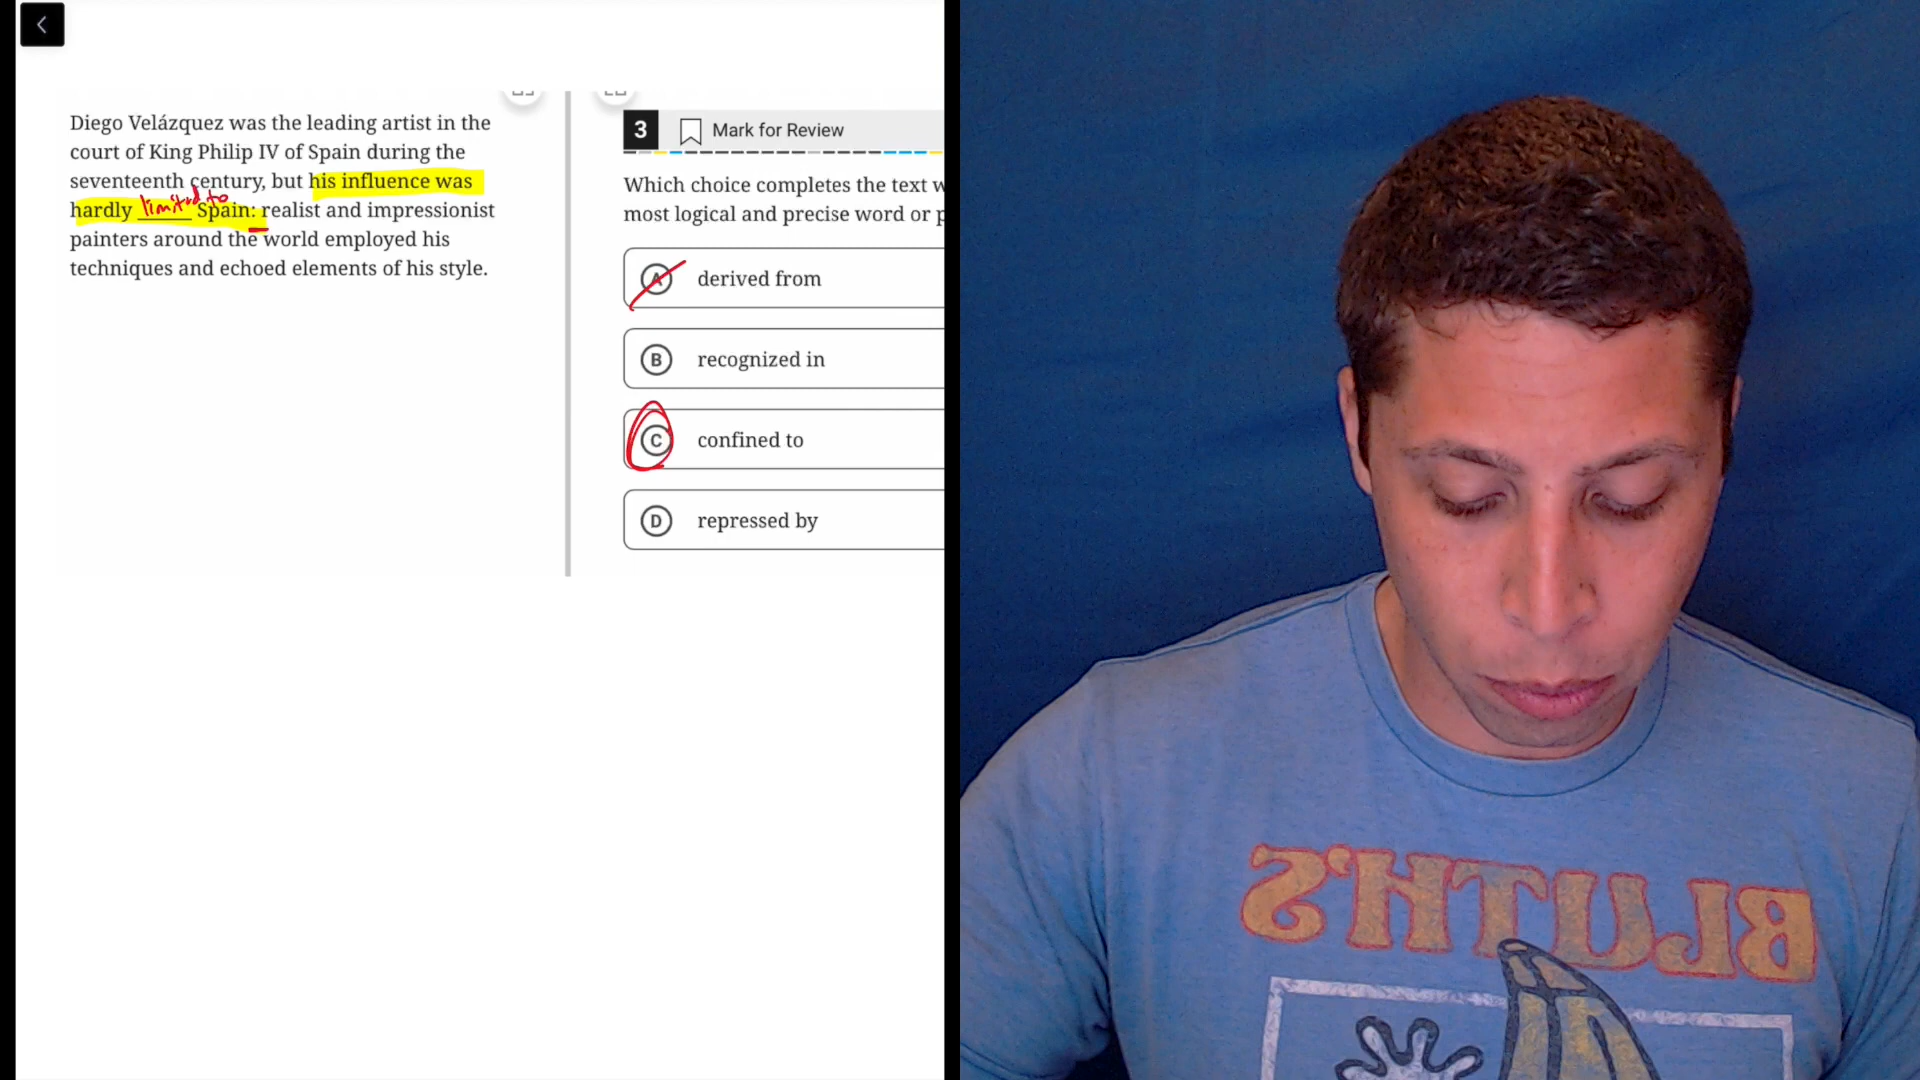 Diego Velázquez was the leading artist in the
court of King Philip IV of Spain during the
seventeenth century, but his influence was
limited to
hardly ______ Spain: realist and impressionist
painters around the world employed his
techniques and echoed elements of his style.
3 Mark for Review
Which choice completes the text w
most logical and precise word or p
A derived from
B recognized in
C confined to
D repressed by
BLUTH'S